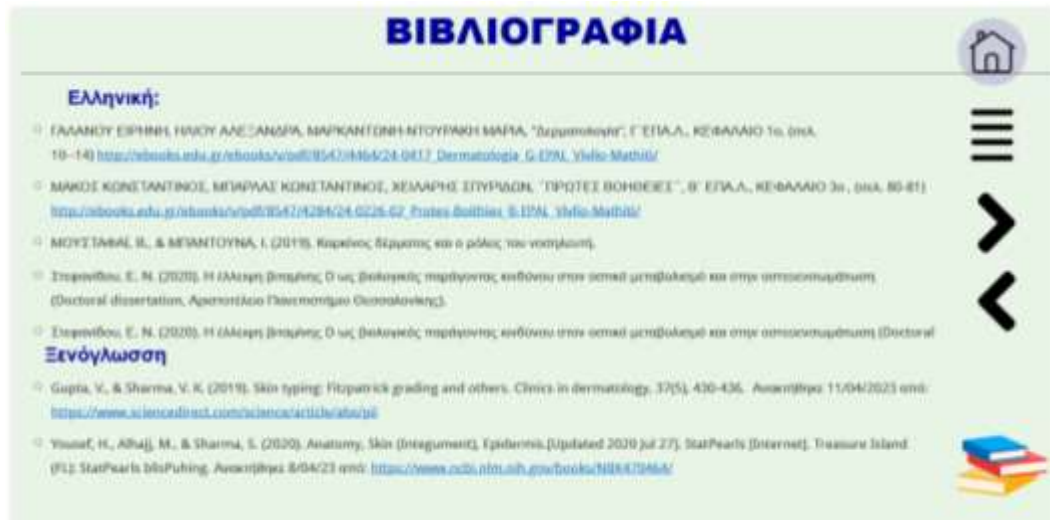 ΒΙΒΛΙΟΓΡΑΦΙΑ
Ελληνική:
ΓΑΛΑΝΟΥ ΕΙΡΗΝΗ, ΗΛΙΟΥ ΑΛΕΞΑΝΔΡΑ, ΜΑΡΚΑΝΤΩΝΗ-ΝΤΟΥΡΑΚΗ ΜΑΡΙΑ, "Δερματολογία", Γ΄ΕΠΑ.Λ., ΚΕΦΑΛΑΙΟ 1ο, (σελ.
10–14) http://ebooks.edu.gr/ebooks/v/pdf/8547/4464/24-0417_Dermatologia_G-EPAL_Vivlio-Mathiti/
ΜΑΚΟΣ ΚΩΝΣΤΑΝΤΙΝΟΣ, ΜΠΑΡΛΑΣ ΚΩΝΣΤΑΝΤΙΝΟΣ, ΧΕΙΛΑΡΗΣ ΣΠΥΡΙΔΩΝ, ΄΄ΠΡΩΤΕΣ ΒΟΗΘΕΙΕΣ΄΄, Β΄ ΕΠΑ.Λ., ΚΕΦΑΛΑΙΟ 3ο , (σελ. 80-81)
http://ebooks.edu.gr/ebooks/v/pdf/8547/4284/24-0226-02_Protes-Boithies_B-EPAL_Vivlio-Mathiti/
ΜΟΥΣΤΑΦΑΪ, Β., & ΜΠΑΝΤΟΥΝΑ, Ι. (2019). Καρκίνος δέρματος και ο ρόλος του νοσηλευτή.
Στεφανίδου, Ε. Ν. (2020). Η έλλειψη βιταμίνης D ως βιολογικός παράγοντας κινδύνου στον οστικό μεταβολισμό και στην οστεοενσωμάτωση
(Doctoral dissertation, Αριστοτέλειο Πανεπιστήμιο Θεσσαλονίκης).
Στεφανίδου, Ε. Ν. (2020). Η έλλειψη βιταμίνης D ως βιολογικός παράγοντας κινδύνου στον οστικό μεταβολισμό και στην οστεοενσωμάτωση (Doctoral
Ξενόγλωσση
Gupta, V., & Sharma, V. K. (2019). Skin typing: Fitzpatrick grading and others. Clinics in dermatology, 37(5), 430-436. Ανακτήθηκε 11/04/2023 από:
https://www.sciencedirect.com/science/article/abs/pii
Yousef, H., Alhajj, M., & Sharma, S. (2020). Anatomy, Skin (Integument), Epidermis.[Updated 2020 Jul 27]. StatPearls [Internet]. Treasure Island
(FL): StatPearls blisPuhing. Ανακτήθηκε 8/04/23 από: https://www.ncbi.nlm.nih.gov/books/NBK470464/